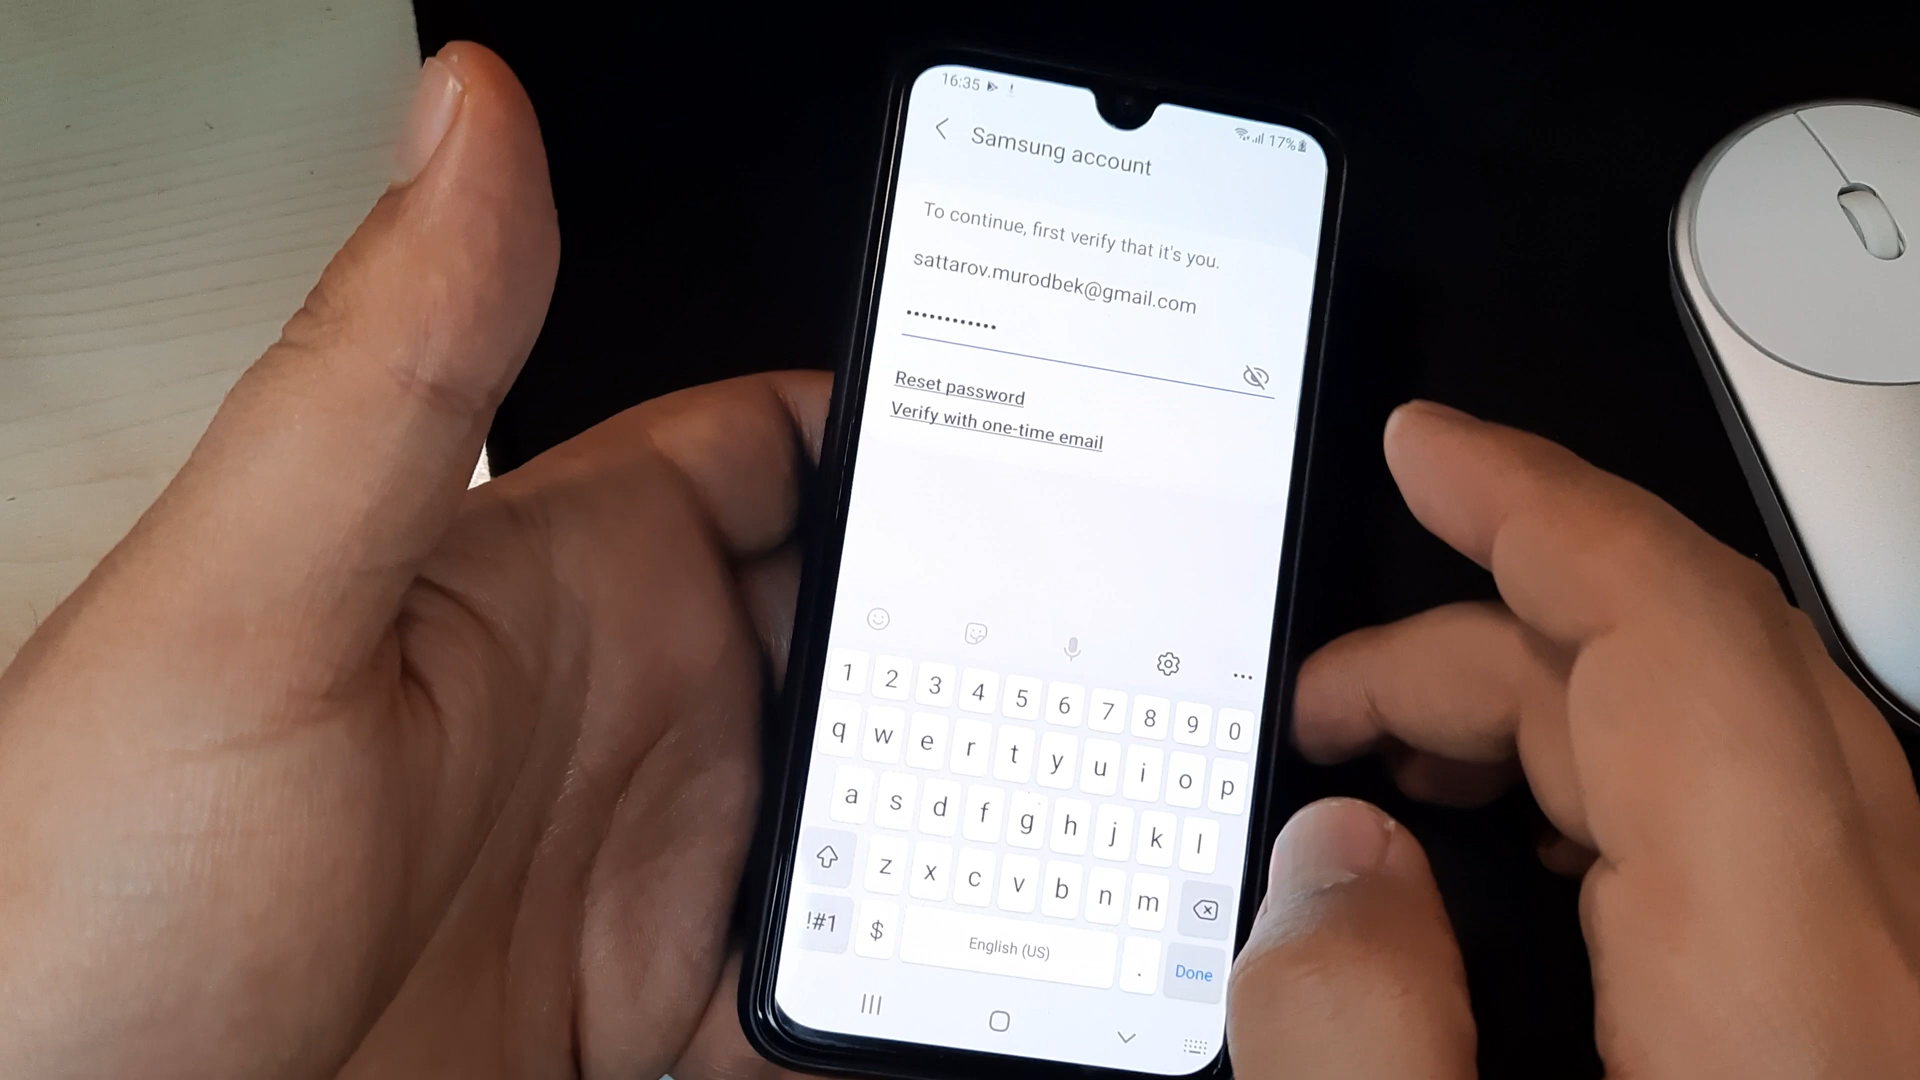 16:35
17%
Samsung account
To continue, first verify that it's you.
sattarov.murodbek@gmail.com
••••••••••••
Reset password
Verify with one-time email
1 2 3 4 5 6 7 8 9 0
q w e r t y u i o p
a s d f g h j k l
z x c v b n m
!#1 $ English (US) . Done